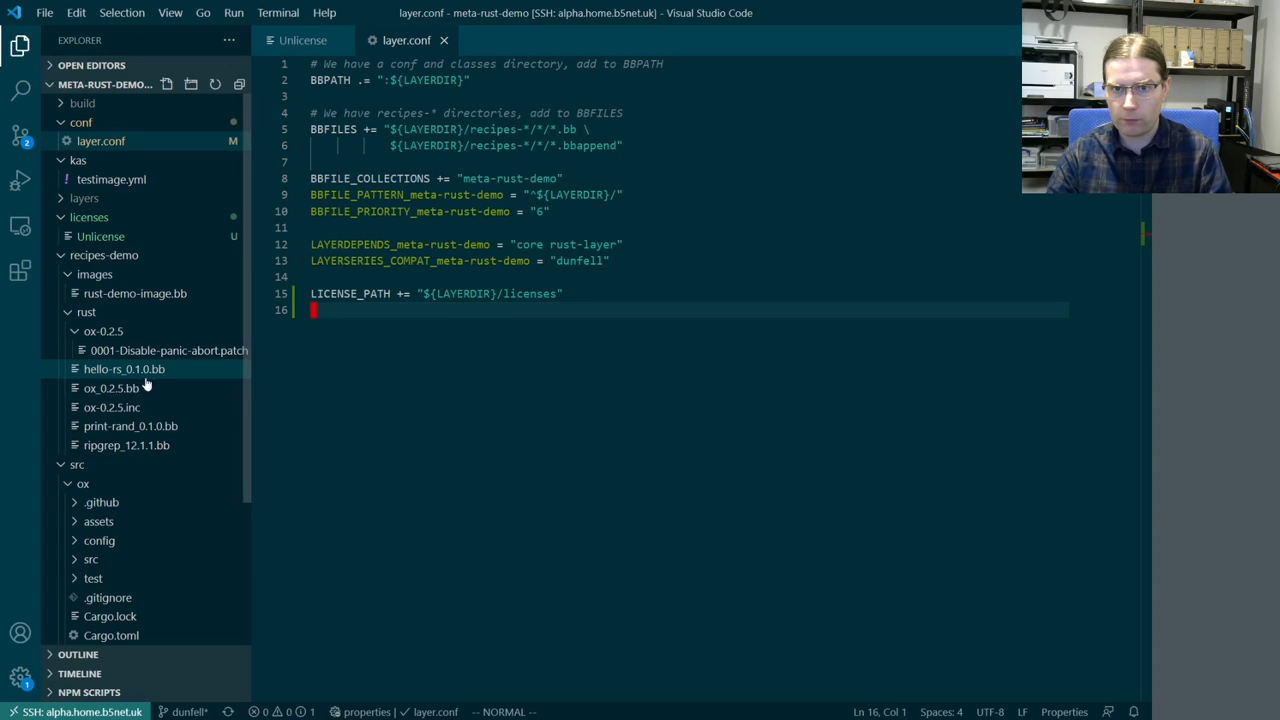 File Edit Selection View Go Run Terminal Help
layer.conf - meta-rust-demo [SSH: alpha.home.b5net.uk] - Visual Studio Code
EXPLORER
OPEN EDITORS
META-RUST-DEMO...
build
conf
layer.conf M
kas
! testimage.yml
layers
licenses
Unlicense U
recipes-demo
images
rust-demo-image.bb
rust
ox-0.2.5
0001-Disable-panic-abort.patch
hello-rs_0.1.0.bb
ox_0.2.5.bb
ox-0.2.5.inc
print-rand_0.1.0.bb
ripgrep_12.1.1.bb
src
ox
.github
assets
config
src
test
.gitignore
Cargo.lock
Cargo.toml
OUTLINE
TIMELINE
NPM SCRIPTS
2
1
Unlicense layer.conf
1 # We have a conf and classes directory, add to BBPATH
2 BBPATH .= ":${LAYERDIR}"
3
4 # We have recipes-* directories, add to BBFILES
5 BBFILES += "${LAYERDIR}/recipes-*/*/*.bb \
6 ${LAYERDIR}/recipes-*/*/*.bbappend"
7
8 BBFILE_COLLECTIONS += "meta-rust-demo"
9 BBFILE_PATTERN_meta-rust-demo = "^${LAYERDIR}/"
10 BBFILE_PRIORITY_meta-rust-demo = "6"
11
12 LAYERDEPENDS_meta-rust-demo = "core rust-layer"
13 LAYERSERIES_COMPAT_meta-rust-demo = "dunfell"
14
15 LICENSE_PATH += "${LAYERDIR}/licenses"
16
SSH: alpha.home.b5net.uk dunfell* 0 0 1 properties | layer.conf -- NORMAL -- Ln 16, Col 1 Spaces: 4 UTF-8 LF Properties